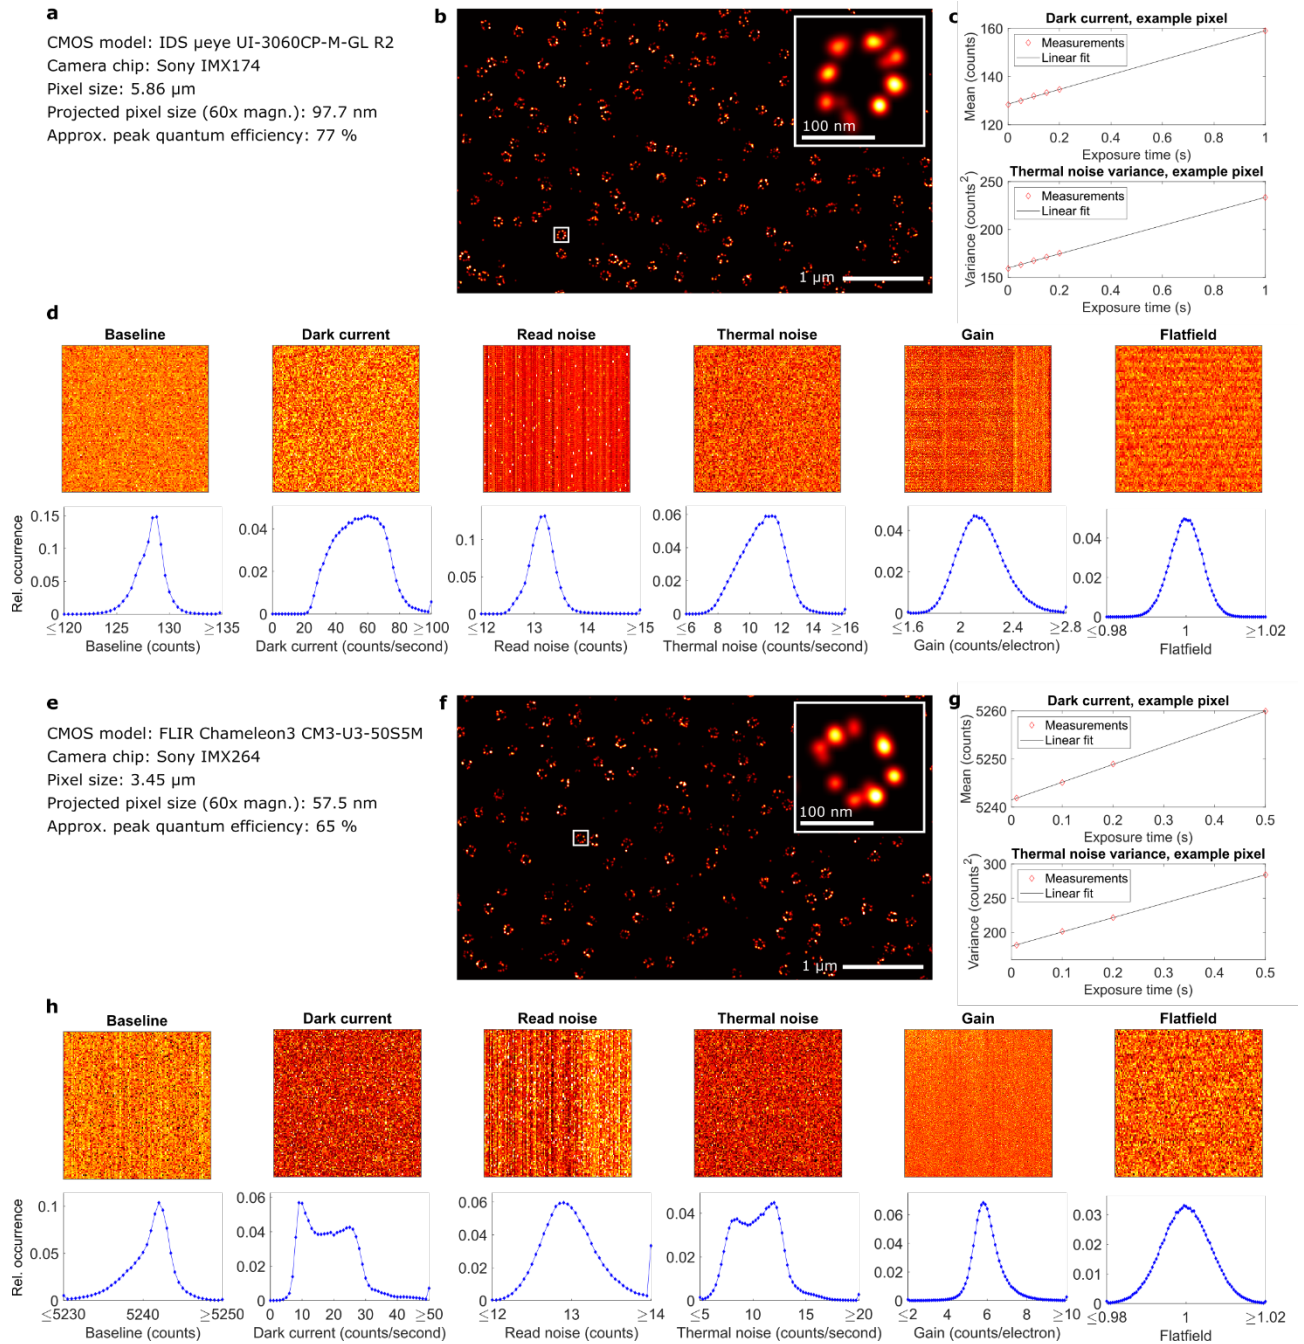 a
CMOS model: IDS µeye UI-3060CP-M-GL R2
Camera chip: Sony IMX174
Pixel size: 5.86 µm
Projected pixel size (60x magn.): 97.7 nm
Approx. peak quantum efficiency: 77 %
b
100 nm
1 µm
c
Dark current, example pixel
Mean (counts)
160
140
120
Measurements
Linear fit
0 0.2 0.4 0.6 0.8 1
Exposure time (s)
Thermal noise variance, example pixel
Variance (counts²)
250
200
150
Measurements
Linear fit
0 0.2 0.4 0.6 0.8 1
Exposure time (s)
d
Baseline Dark current Read noise Thermal noise Gain Flatfield
Rel. occurrence
0.15
0.1
0.05
0
≤120 125 130 ≥135
Baseline (counts)
0.04
0.02
0
0 20 40 60 80 ≥100
Dark current (counts/second)
0.1
0.05
0
≤12 13 14 ≥15
Read noise (counts)
0.06
0.04
0.02
0
≤6 8 10 12 14 ≥16
Thermal noise (counts/second)
0.04
0.02
0
≤1.6 2 2.4 ≥2.8
Gain (counts/electron)
0.04
0.02
0
≤0.98 1 ≥1.02
Flatfield
e
CMOS model: FLIR Chameleon3 CM3-U3-50S5M
Camera chip: Sony IMX264
Pixel size: 3.45 µm
Projected pixel size (60x magn.): 57.5 nm
Approx. peak quantum efficiency: 65 %
f
100 nm
1 µm
g
Dark current, example pixel
Mean (counts)
5260
5250
5240
Measurements
Linear fit
0 0.1 0.2 0.3 0.4 0.5
Exposure time (s)
Thermal noise variance, example pixel
Variance (counts²)
300
200
Measurements
Linear fit
0 0.1 0.2 0.3 0.4 0.5
Exposure time (s)
h
Baseline Dark current Read noise Thermal noise Gain Flatfield
Rel. occurrence
0.1
0.05
0
≤5230 5240 ≥5250
Baseline (counts)
0.06
0.04
0.02
0
0 10 20 30 40 ≥50
Dark current (counts/second)
0.06
0.04
0.02
0
≤12 13 ≥14
Read noise (counts)
0.04
0.02
0
≤5 10 15 ≥20
Thermal noise (counts/second)
0.06
0.04
0.02
0
≤2 4 6 8 ≥10
Gain (counts/electron)
0.03
0.02
0.01
0
≤0.98 1 ≥1.02
Flatfield